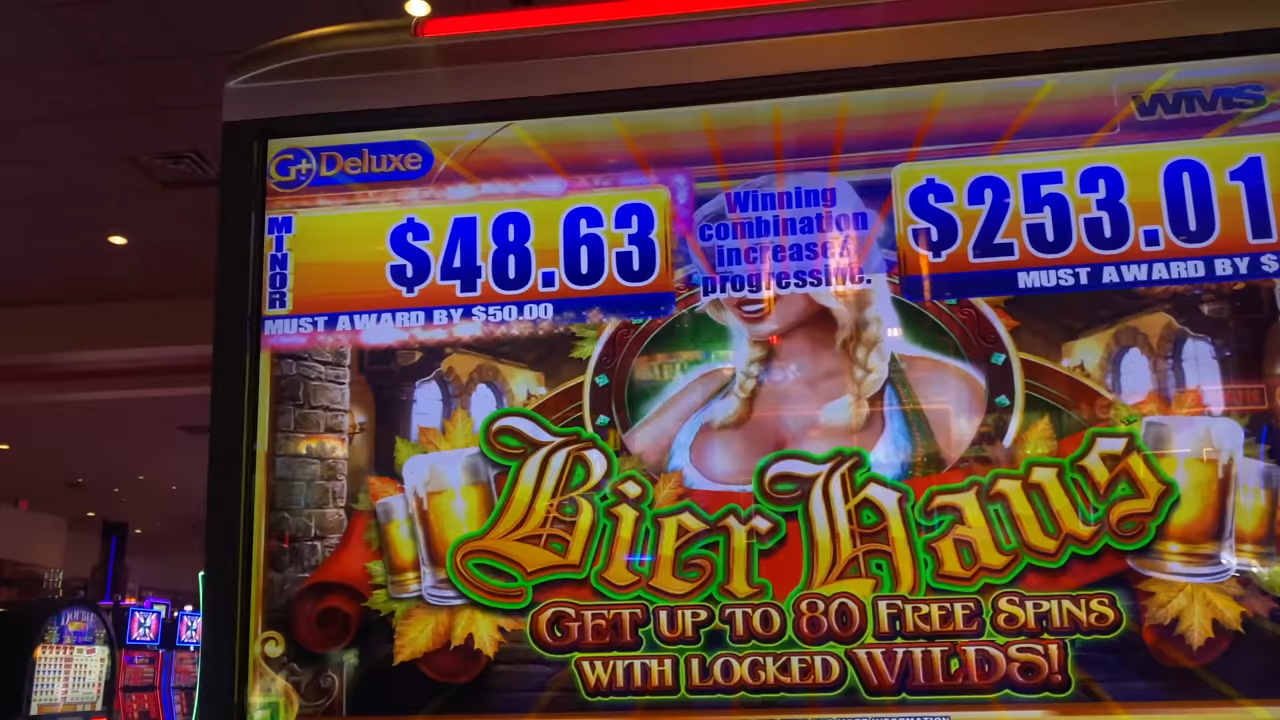 WMS
G+ Deluxe
MINOR
$48.63
MUST AWARD BY $50.00
Winning
combination
increases
progressive.
$253.01
MUST AWARD BY $
Bier Haus
GET UP TO 80 FREE SPINS
WITH LOCKED WILDS!